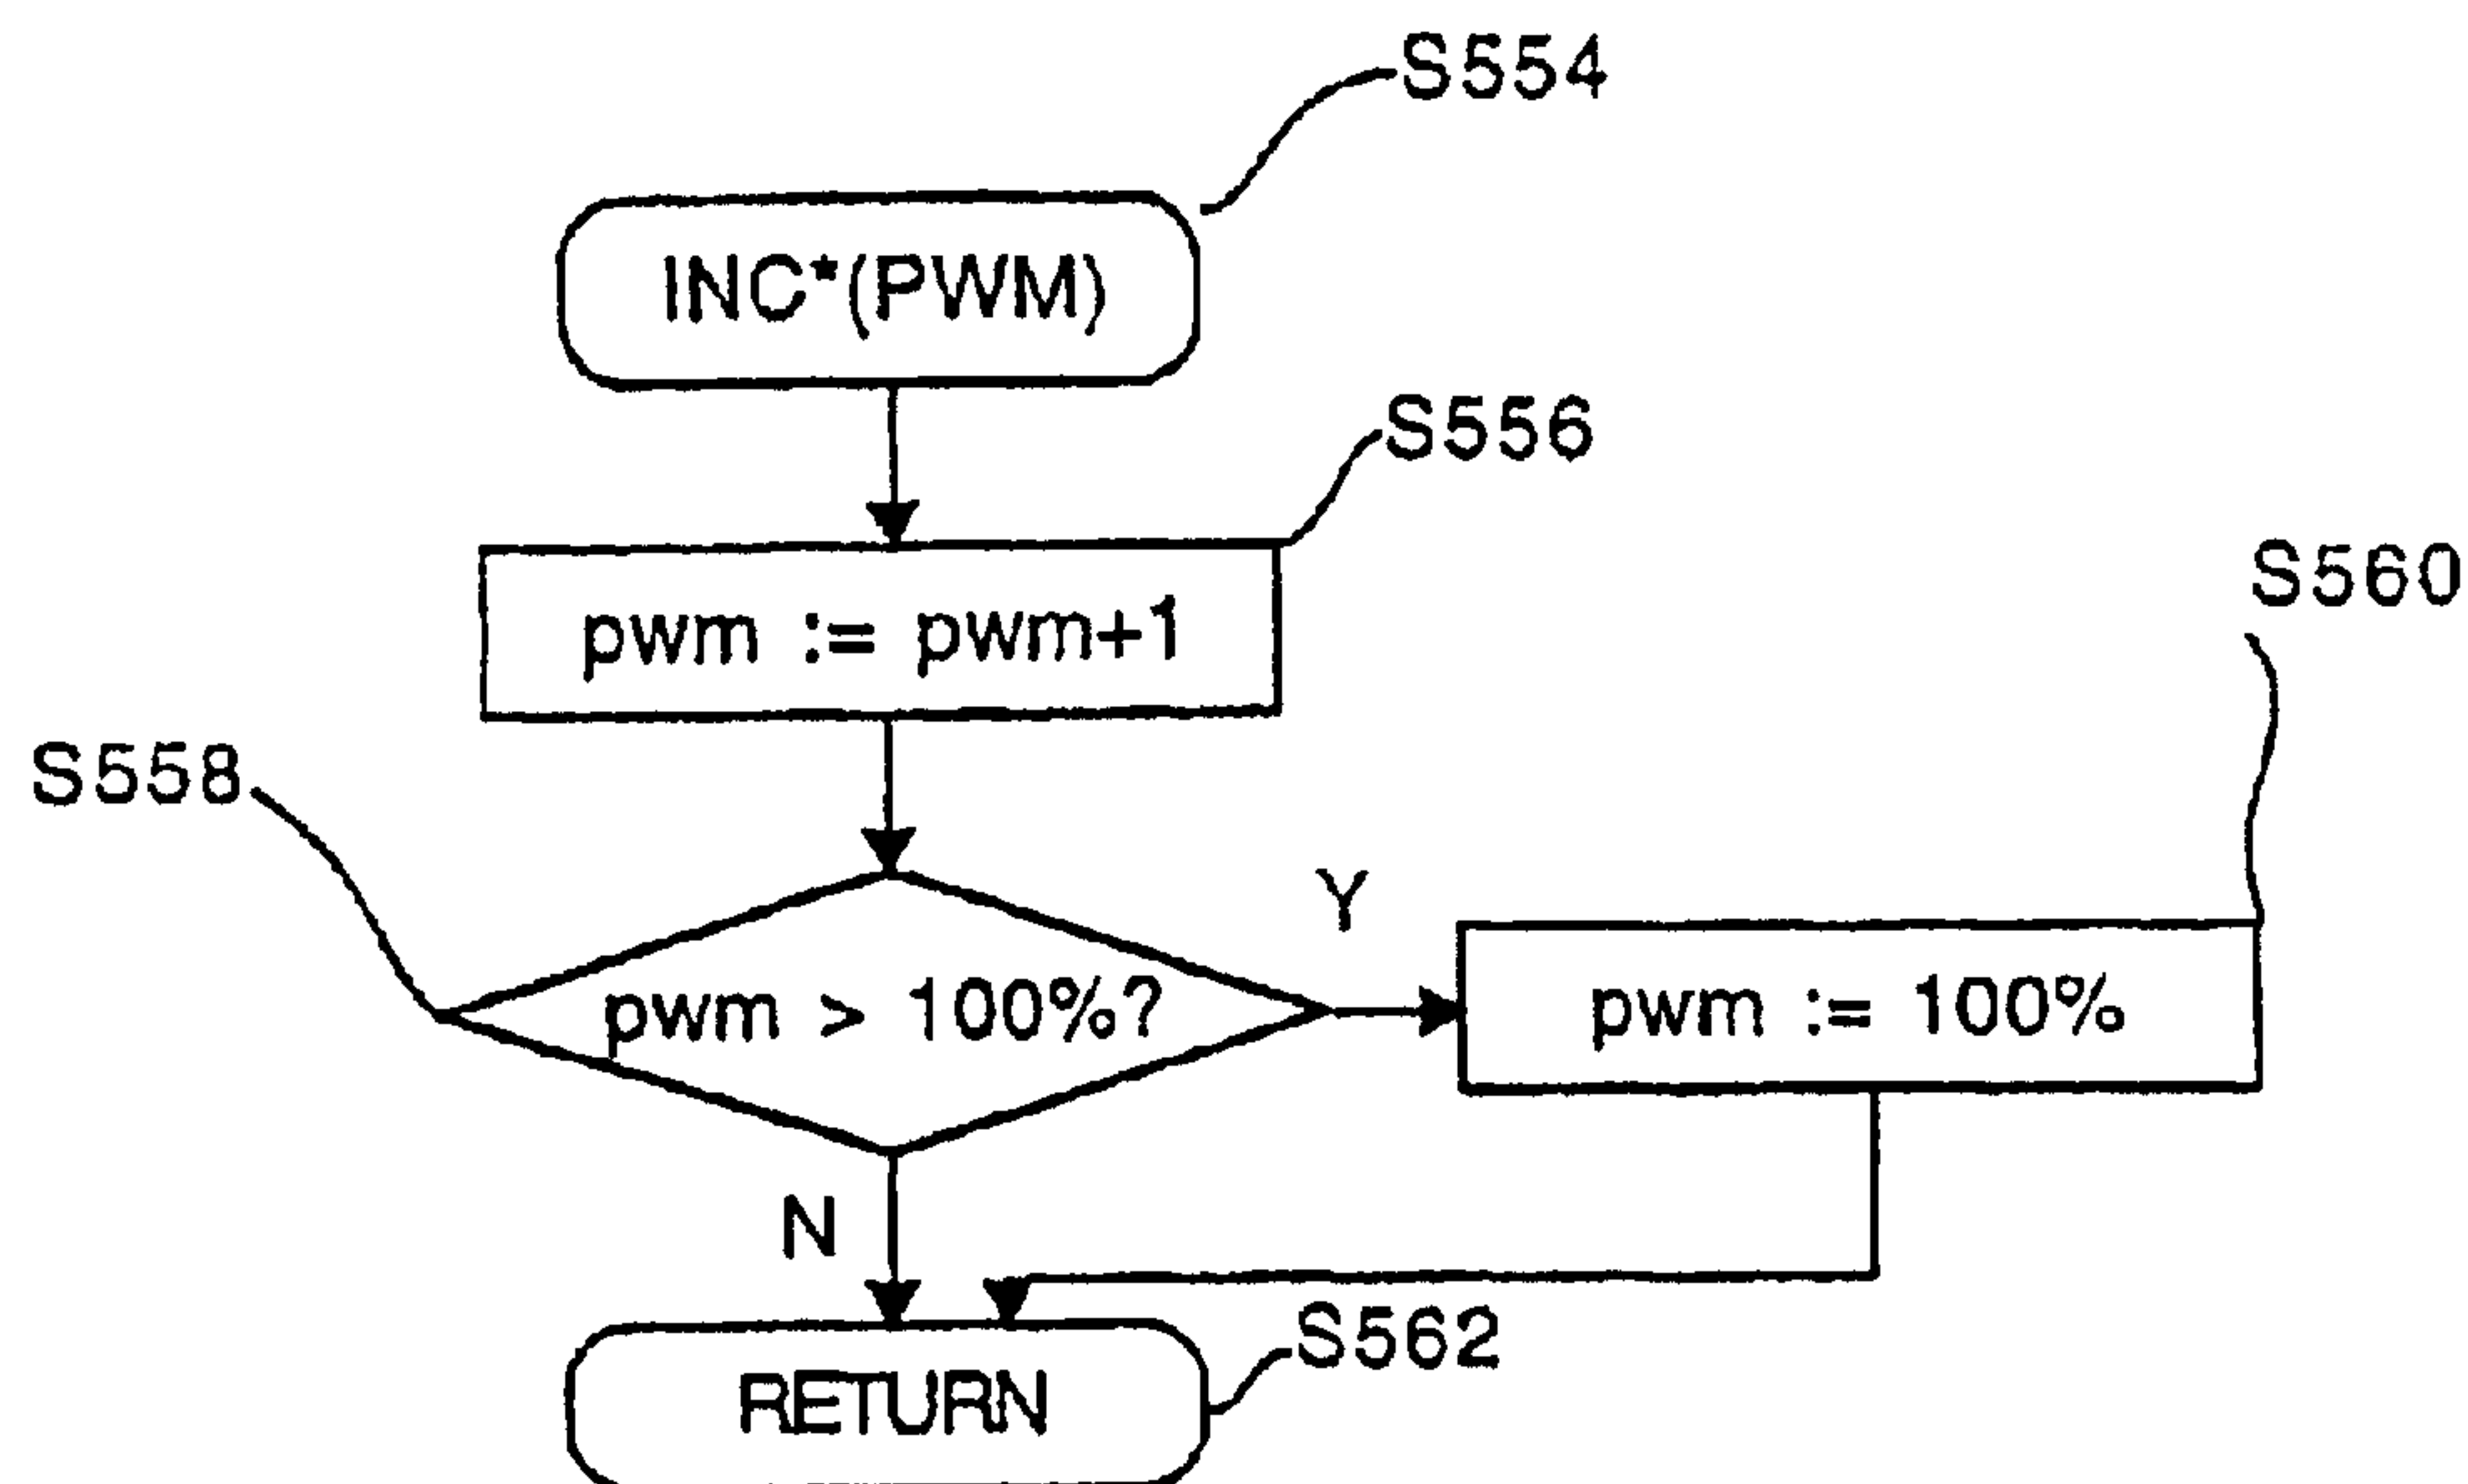 S554
INC*(PWM)
S556
pwm := pwm+1
S560
S558
Y
pwm > 100%?
pwm := 100%
N
S562
RETURN